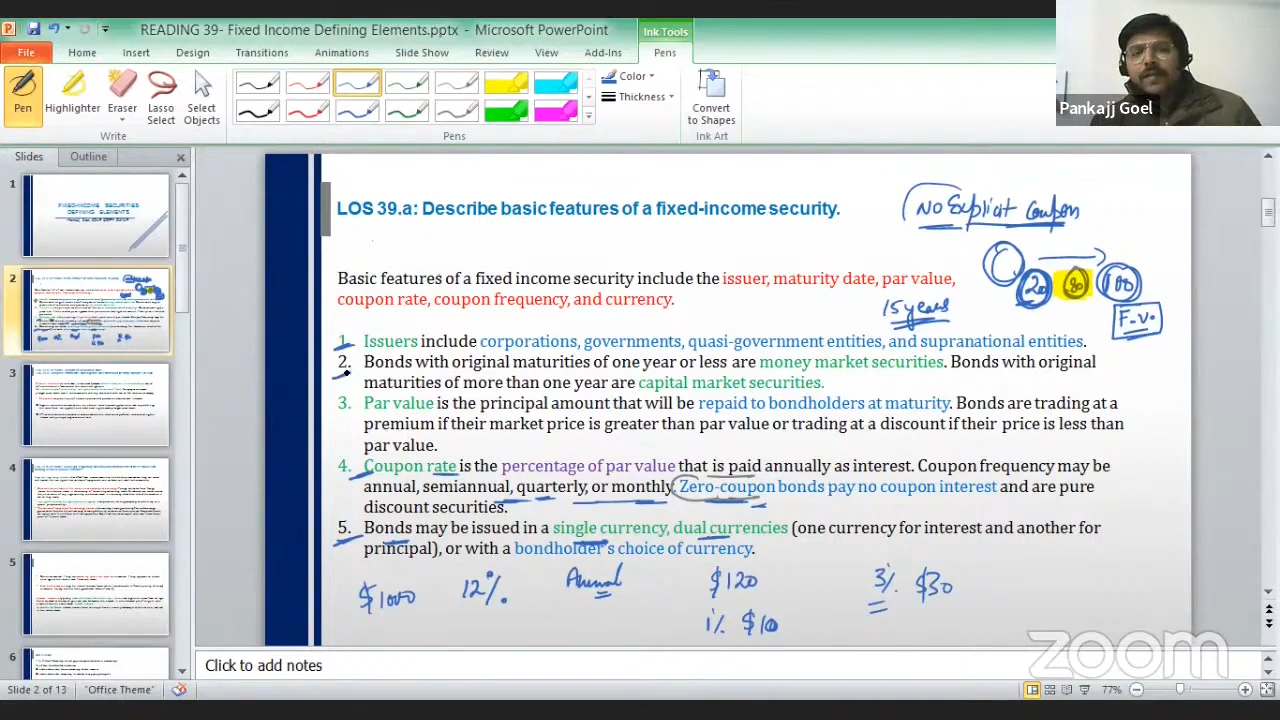 READING 39- Fixed Income Defining Elements.pptx - Microsoft PowerPoint
Ink Tools
File Home Insert Design Transitions Animations Slide Show Review View Add-Ins Pens
Pen
Highlighter
Eraser
Lasso Select
Select Objects
Write
Pens
Color
Thickness
Convert to Shapes
Ink Art
Pankajj Goel
Slides Outline
1
2
3
4
5
6
LOS 39.a: Describe basic features of a fixed-income security.
No Explicit Coupon
20 80 100
F.V.
Basic features of a fixed income security include the issuer, maturity date, par value,
coupon rate, coupon frequency, and currency.
15 years
1. Issuers include corporations, governments, quasi-government entities, and supranational entities.
2. Bonds with original maturities of one year or less are money market securities. Bonds with original
maturities of more than one year are capital market securities.
3. Par value is the principal amount that will be repaid to bondholders at maturity. Bonds are trading at a
premium if their market price is greater than par value or trading at a discount if their price is less than
par value.
4. Coupon rate is the percentage of par value that is paid annually as interest. Coupon frequency may be
annual, semiannual, quarterly, or monthly. Zero-coupon bonds pay no coupon interest and are pure
discount securities.
5. Bonds may be issued in a single currency, dual currencies (one currency for interest and another for
principal), or with a bondholder's choice of currency.
$1000 12%. Annual $120 3%. $30
1% $10
zoom
Click to add notes
Slide 2 of 13 "Office Theme" 77%